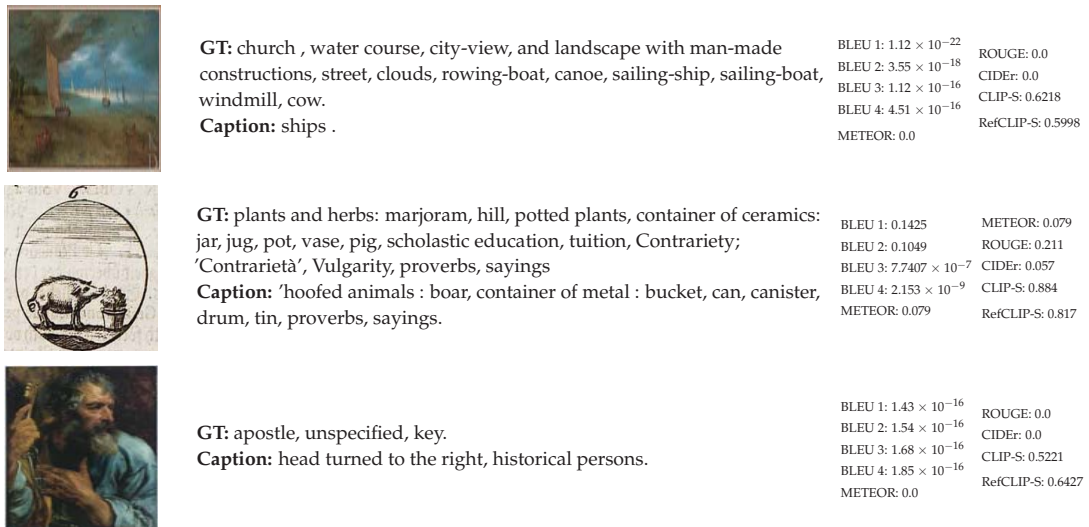 GT: church , water course, city-view, and landscape with man-made
constructions, street, clouds, rowing-boat, canoe, sailing-ship, sailing-boat,
windmill, cow.
Caption: ships .
BLEU 1: 1.12 × 10⁻²²
BLEU 2: 3.55 × 10⁻¹⁸
BLEU 3: 1.12 × 10⁻¹⁶
BLEU 4: 4.51 × 10⁻¹⁶
METEOR: 0.0
ROUGE: 0.0
CIDEr: 0.0
CLIP-S: 0.6218
RefCLIP-S: 0.5998
6
GT: plants and herbs: marjoram, hill, potted plants, container of ceramics:
jar, jug, pot, vase, pig, scholastic education, tuition, Contrariety;
'Contrarietà', Vulgarity, proverbs, sayings
Caption: 'hoofed animals : boar, container of metal : bucket, can, canister,
drum, tin, proverbs, sayings.
BLEU 1: 0.1425
BLEU 2: 0.1049
BLEU 3: 7.7407 × 10⁻⁷
BLEU 4: 2.153 × 10⁻⁹
METEOR: 0.079
METEOR: 0.079
ROUGE: 0.211
CIDEr: 0.057
CLIP-S: 0.884
RefCLIP-S: 0.817
GT: apostle, unspecified, key.
Caption: head turned to the right, historical persons.
BLEU 1: 1.43 × 10⁻¹⁶
BLEU 2: 1.54 × 10⁻¹⁶
BLEU 3: 1.68 × 10⁻¹⁶
BLEU 4: 1.85 × 10⁻¹⁶
METEOR: 0.0
ROUGE: 0.0
CIDEr: 0.0
CLIP-S: 0.5221
RefCLIP-S: 0.6427